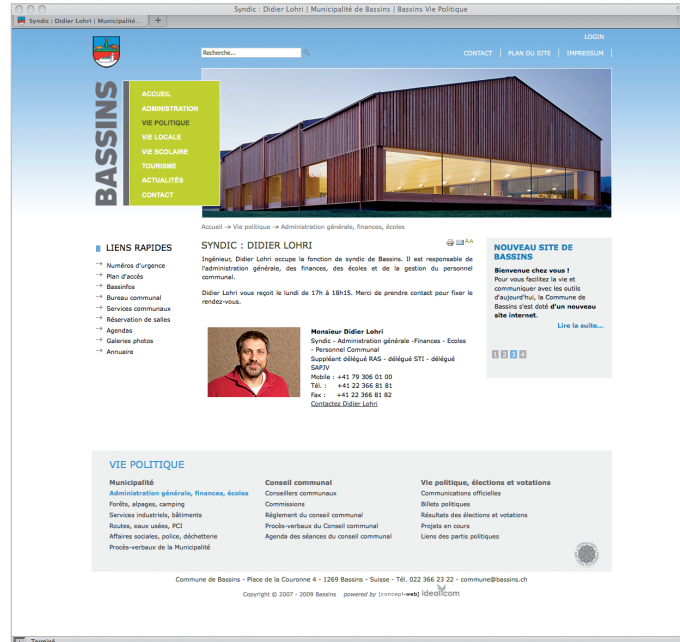 Syndic : Didier Lohri | Municipalité de Bassins | Bassins Vie Politique
Syndic : Didier Lohri | Municipalité...
LOGIN
Recherche...
CONTACT | PLAN DU SITE | IMPRESSUM |
BASSINS
ACCUEIL
ADMINISTRATION
VIE POLITIQUE
VIE LOCALE
VIE SCOLAIRE
TOURISME
ACTUALITÉS
CONTACT
Accueil → Vie politique → Administration générale, finances, écoles
LIENS RAPIDES
→ Numéros d'urgence
→ Plan d'accès
→ Bassinfos
→ Bureau communal
→ Services communaux
→ Réservation de salles
→ Agendas
→ Galeries photos
→ Annuaire
SYNDIC : DIDIER LOHRI
AA
Ingénieur, Didier Lohri occupe la fonction de syndic de Bassins. Il est responsable de
l'administration générale, des finances, des écoles et de la gestion du personnel
communal.
Didier Lohri vous reçoit le lundi de 17h à 18h15. Merci de prendre contact pour fixer le
rendez-vous.
Monsieur Didier Lohri
Syndic - Administration générale -Finances - Ecoles
- Personnel Communal
Suppléant délégué RAS - délégué STI - délégué
SAPJV
Mobile : +41 79 306 01 00
Tél. : +41 22 366 81 81
Fax : +41 22 366 81 82
Contactez Didier Lohri
NOUVEAU SITE DE
BASSINS
Bienvenue chez vous !
Pour vous facilitez la vie et
communiquer avec les outils
d'aujourd'hui, la Commune de
Bassins s'est doté d'un nouveau
site internet.
Lire la suite...
1 2 3 4
VIE POLITIQUE
Municipalité
Administration générale, finances, écoles
Forêts, alpages, camping
Services industriels, bâtiments
Routes, eaux usées, PCI
Affaires sociales, police, déchetterie
Procès-verbaux de la Municipalité
Conseil communal
Conseillers communaux
Commissions
Règlement du conseil communal
Procès-verbaux du Conseil communal
Agenda des séances du conseil communal
Vie politique, élections et votations
Communications officielles
Billets politiques
Résultats des élections et votations
Projets en cours
Liens des partis politiques
Commune de Bassins - Place de la Couronne 4 - 1269 Bassins - Suisse - Tél. 022 366 23 22 - commune@bassins.ch
Copyright © 2007 - 2009 Bassins powered by [concept-web] idealicom
Terminé